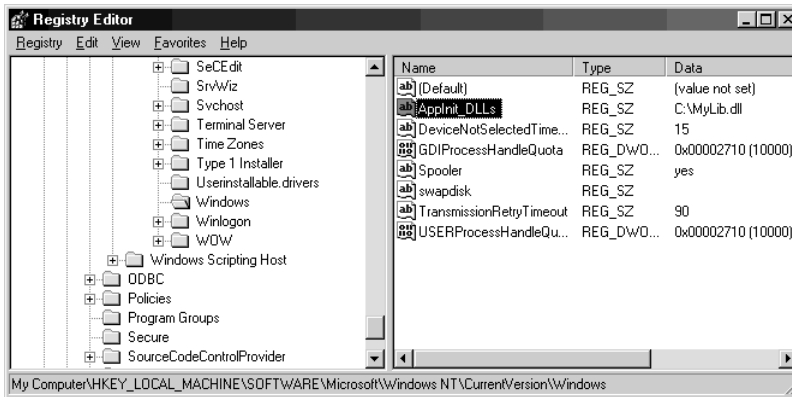 Registry Editor
Registry Edit View Favorites Help
SeCEdit
SrvWiz
Svchost
Terminal Server
Time Zones
Type 1 Installer
Userinstallable.drivers
Windows
Winlogon
WOW
Windows Scripting Host
ODBC
Policies
Program Groups
Secure
SourceCodeControlProvider
Name Type Data
(Default) REG_SZ (value not set)
AppInit_DLLs REG_SZ C:\MyLib.dll
DeviceNotSelectedTime... REG_SZ 15
GDIProcessHandleQuota REG_DWO... 0x00002710 (10000)
Spooler REG_SZ yes
swapdisk REG_SZ
TransmissionRetryTimeout REG_SZ 90
USERProcessHandleQu... REG_DWO... 0x00002710 (10000)
My Computer\HKEY_LOCAL_MACHINE\SOFTWARE\Microsoft\Windows NT\CurrentVersion\Windows